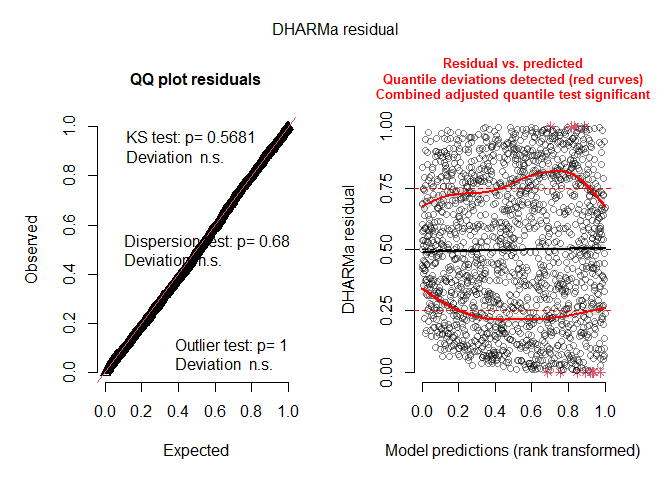 DHARMa residual
QQ plot residuals
KS test: p= 0.5681
Deviation n.s.
Dispersion test: p= 0.68
Deviation n.s.
Outlier test: p= 1
Deviation n.s.
Observed
0.0 0.2 0.4 0.6 0.8 1.0
0.0 0.2 0.4 0.6 0.8 1.0
Expected
Residual vs. predicted
Quantile deviations detected (red curves)
Combined adjusted quantile test significant
DHARMa residual
0.00 0.25 0.50 0.75 1.00
0.0 0.2 0.4 0.6 0.8 1.0
Model predictions (rank transformed)